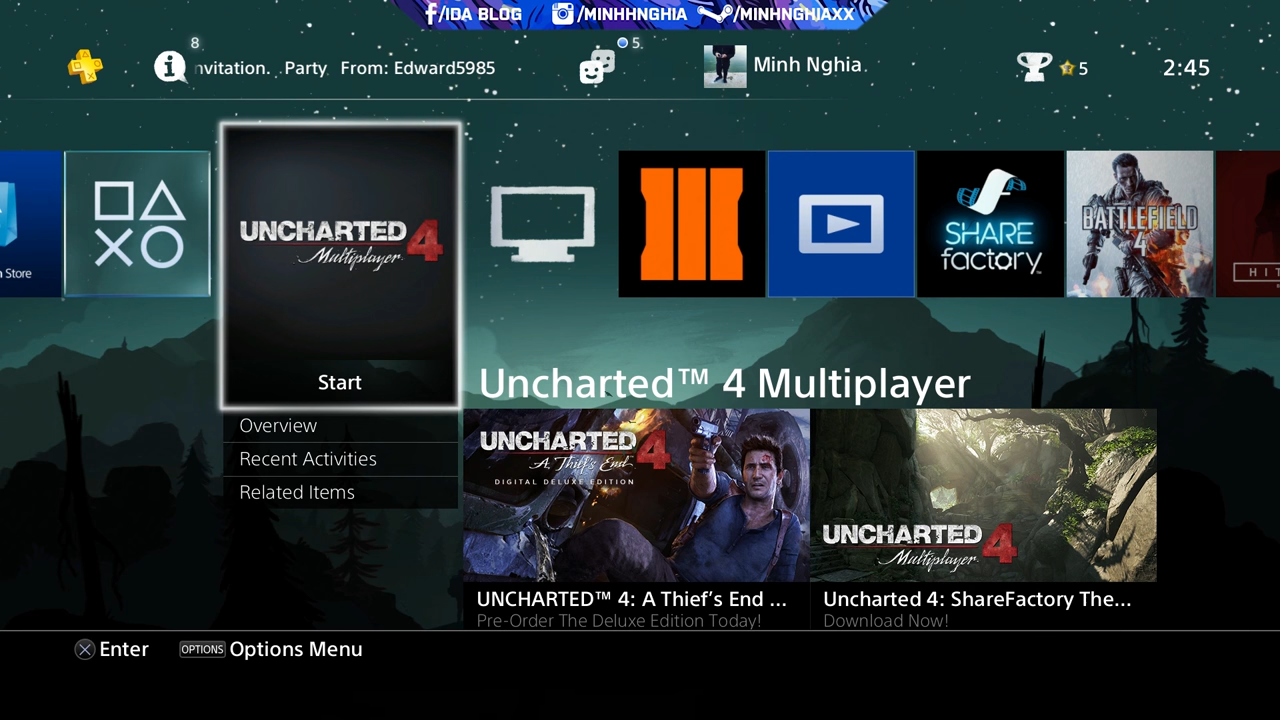 /IDA BLOG /MINHHNGHIA /MINHNGHIAXX
8
nvitation. Party From: Edward5985
5
Minh Nghia
5
2:45
Store
UNCHARTED 4
Multiplayer
SHARE
factory™
BATTLEFIELD
4
HIT
Start
Uncharted™ 4 Multiplayer
Overview
Recent Activities
Related Items
UNCHARTED 4
A Thief's End
DIGITAL DELUXE EDITION
UNCHARTED 4
Multiplayer
UNCHARTED™ 4: A Thief's End ...
Pre-Order The Deluxe Edition Today!
Uncharted 4: ShareFactory The...
Download Now!
Enter
OPTIONS Options Menu